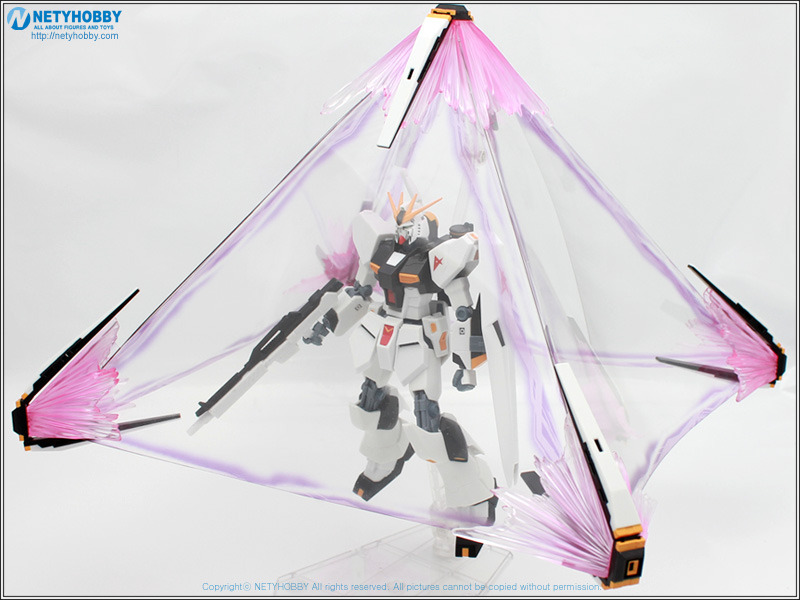 NETYHOBBY
ALL ABOUT FIGURES AND TOYS
http://netyhobby.com
Copyright ⓒ NETYHOBBY All rights reserved. All pictures cannot be copied without permission.